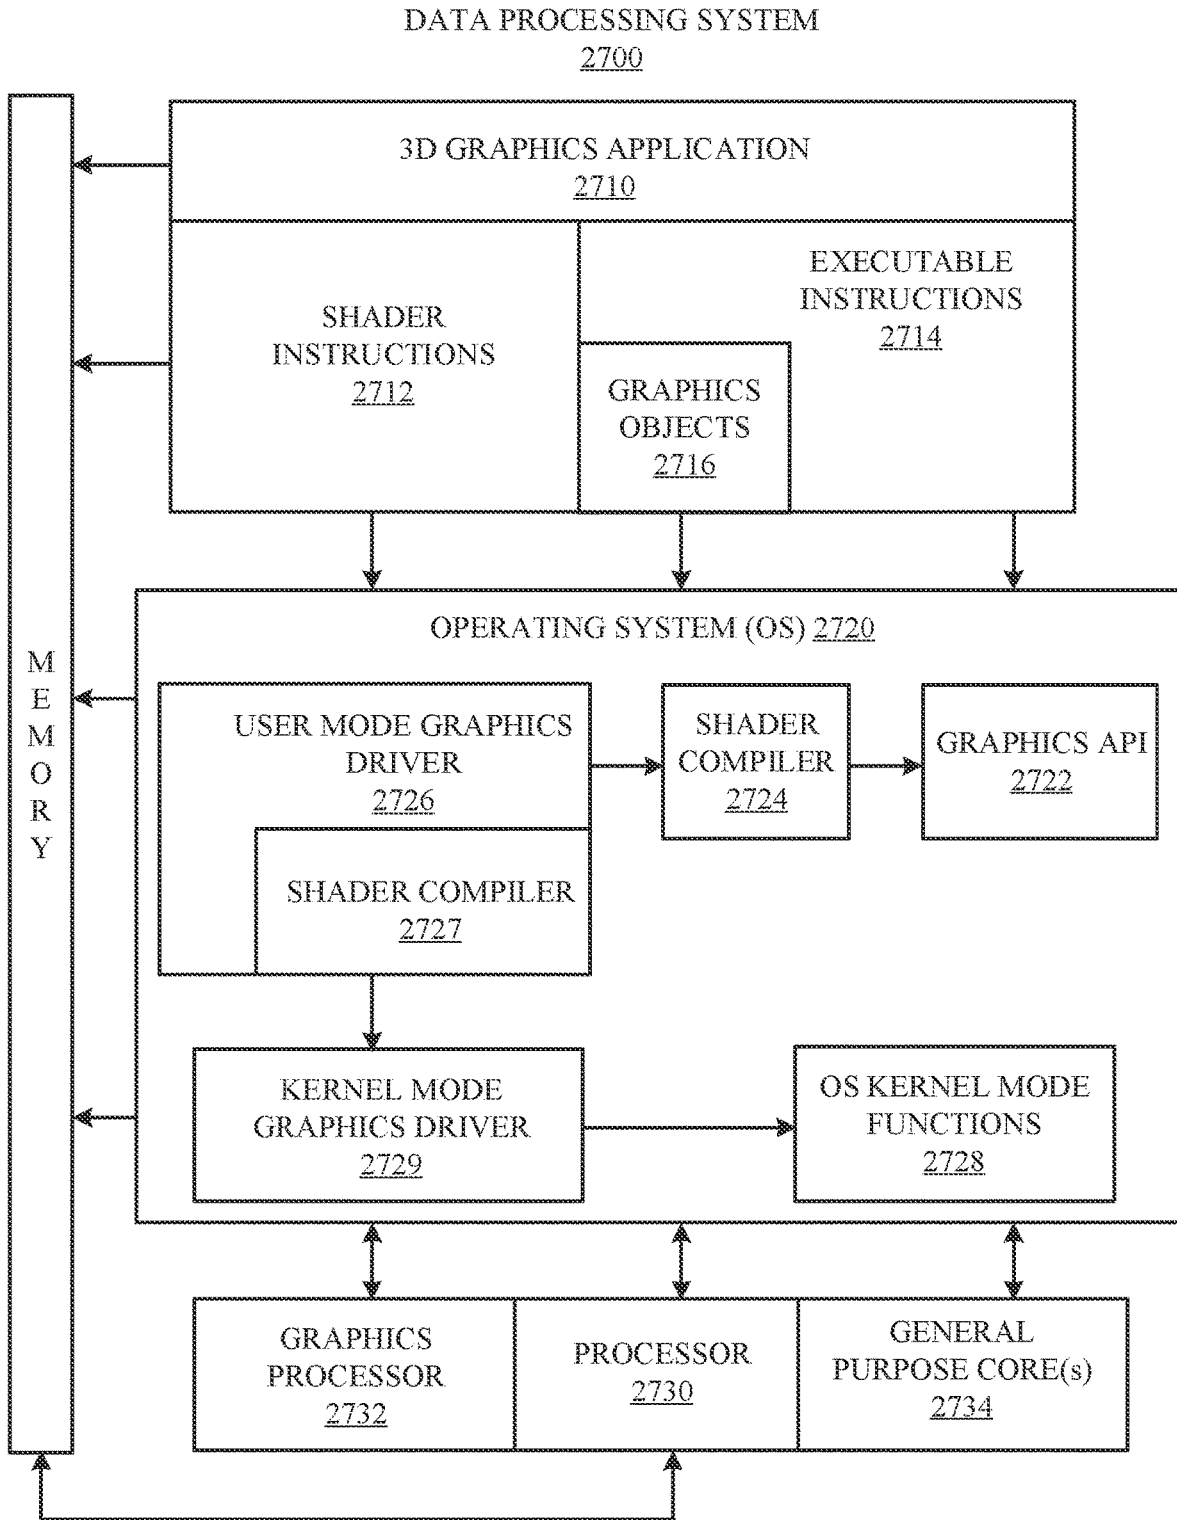 DATA PROCESSING SYSTEM
2700
3D GRAPHICS APPLICATION
2710
SHADER
INSTRUCTIONS
2712
EXECUTABLE
INSTRUCTIONS
2714
GRAPHICS
OBJECTS
2716
MEMORY
OPERATING SYSTEM (OS) 2720
USER MODE GRAPHICS
DRIVER
2726
SHADER COMPILER
2727
SHADER
COMPILER
2724
GRAPHICS API
2722
KERNEL MODE
GRAPHICS DRIVER
2729
OS KERNEL MODE
FUNCTIONS
2728
GRAPHICS
PROCESSOR
2732
PROCESSOR
2730
GENERAL
PURPOSE CORE(s)
2734